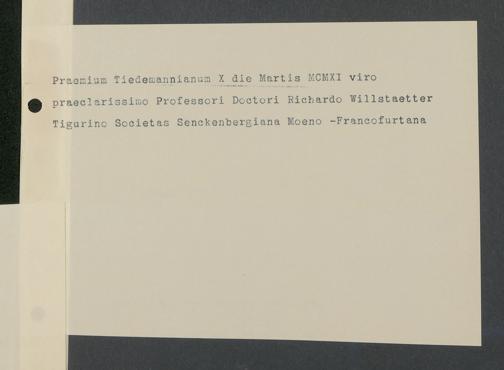 Praemium Tiedemannianum X die Martis MCMXI viro
praeclarissimo Professori Doctori Richardo Willstaetter
Tigurino Societas Senckenbergiana Moeno -Francofurtana